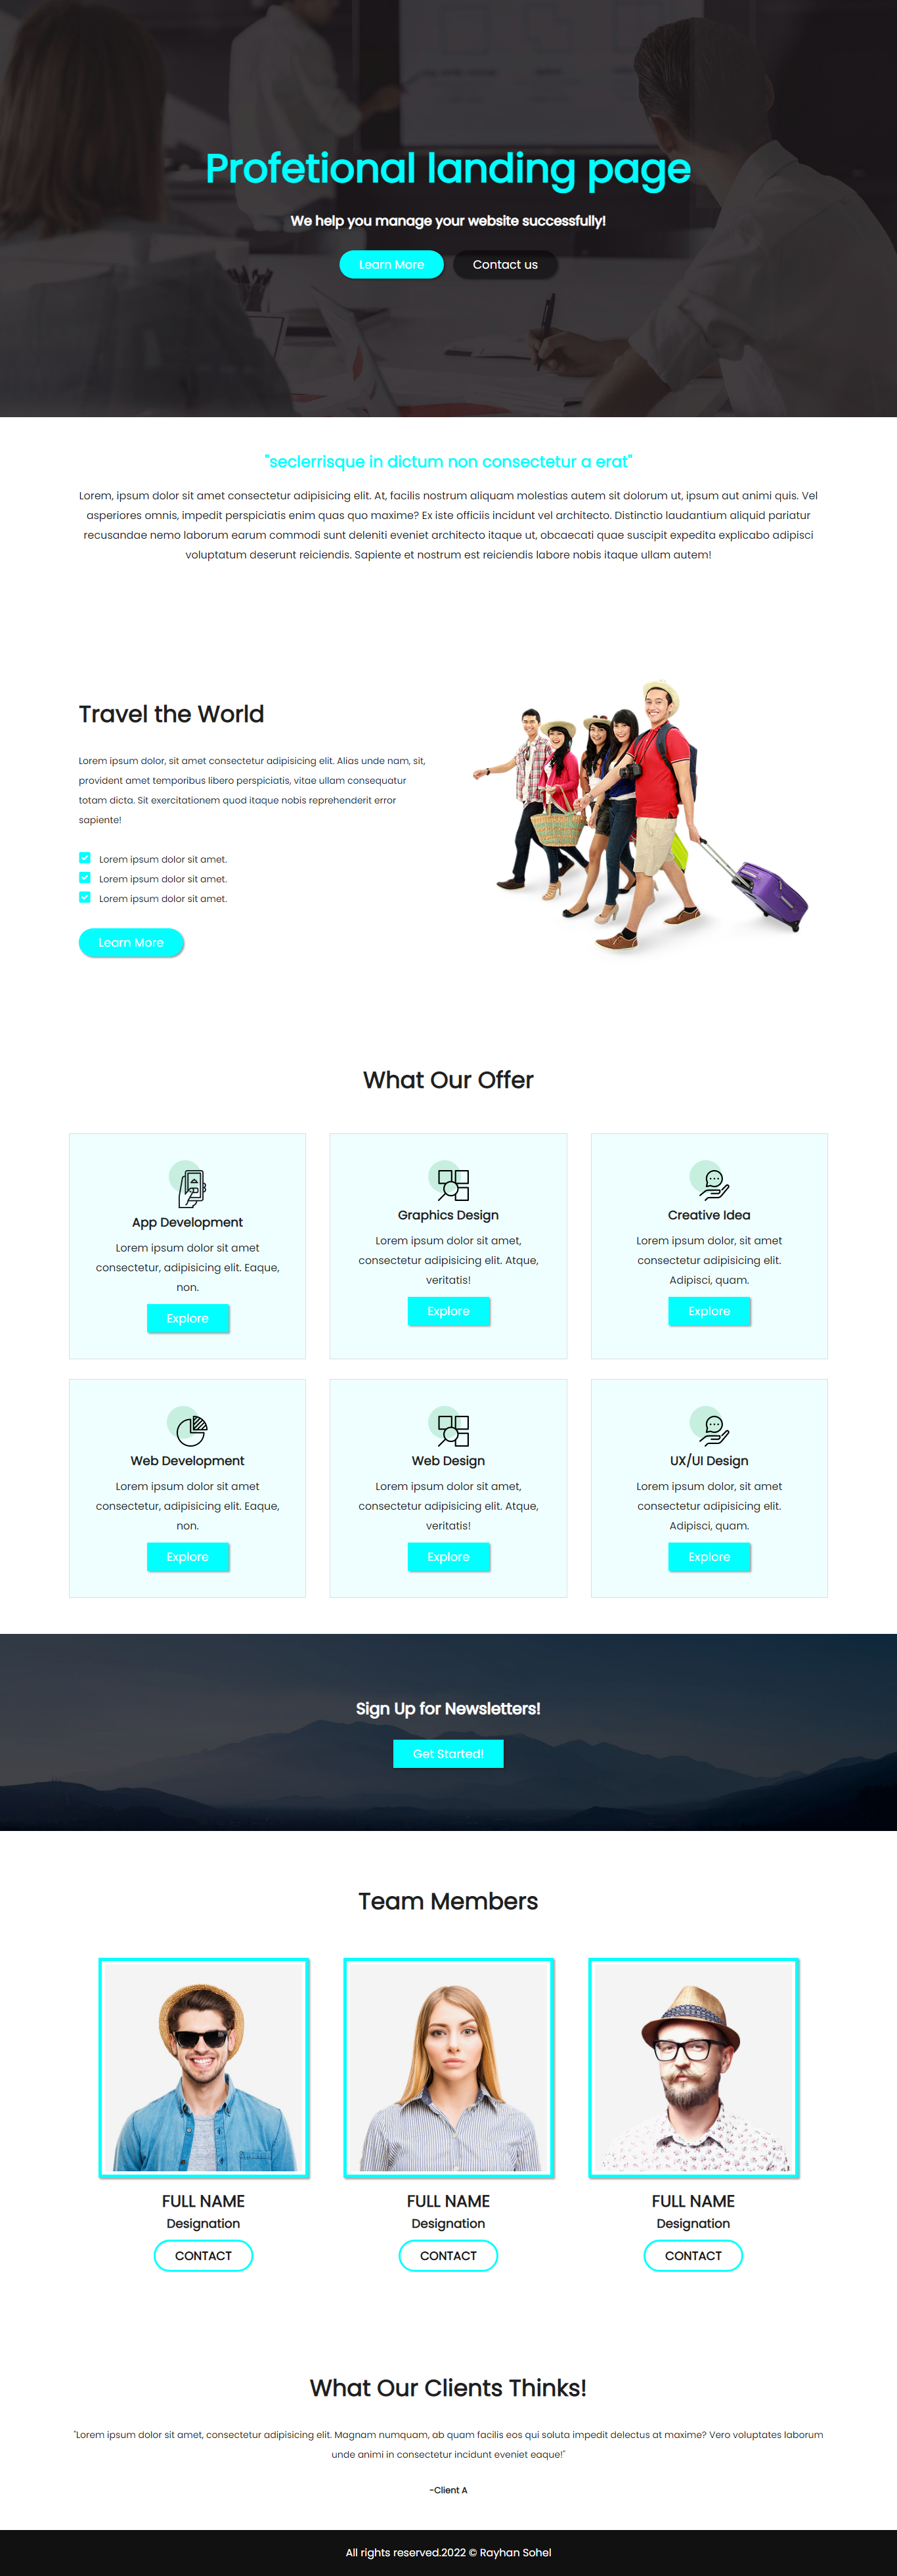 Profetional landing page
We help you manage your website successfully!
Learn More
Contact us
"seclerrisque in dictum non consectetur a erat"
Lorem, ipsum dolor sit amet consectetur adipisicing elit. At, facilis nostrum aliquam molestias autem sit dolorum ut, ipsum aut animi quis. Vel
asperiores omnis, impedit perspiciatis enim quas quo maxime? Ex iste officiis incidunt vel architecto. Distinctio laudantium aliquid pariatur
recusandae nemo laborum earum commodi sunt deleniti eveniet architecto itaque ut, obcaecati quae suscipit expedita explicabo adipisci
voluptatum deserunt reiciendis. Sapiente et nostrum est reiciendis labore nobis itaque ullam autem!
Travel the World
Lorem ipsum dolor, sit amet consectetur adipisicing elit. Alias unde nam, sit,
provident amet temporibus libero perspiciatis, vitae ullam consequatur
totam dicta. Sit exercitationem quod itaque nobis reprehenderit error
sapiente!
Lorem ipsum dolor sit amet.
Lorem ipsum dolor sit amet.
Lorem ipsum dolor sit amet.
Learn More
What Our Offer
App Development
Lorem ipsum dolor sit amet
consectetur, adipisicing elit. Eaque,
non.
Explore
Graphics Design
Lorem ipsum dolor sit amet,
consectetur adipisicing elit. Atque,
veritatis!
Explore
Creative Idea
Lorem ipsum dolor, sit amet
consectetur adipisicing elit.
Adipisci, quam.
Explore
Web Development
Lorem ipsum dolor sit amet
consectetur, adipisicing elit. Eaque,
non.
Explore
Web Design
Lorem ipsum dolor sit amet,
consectetur adipisicing elit. Atque,
veritatis!
Explore
UX/UI Design
Lorem ipsum dolor, sit amet
consectetur adipisicing elit.
Adipisci, quam.
Explore
Sign Up for Newsletters!
Get Started!
Team Members
FULL NAME
Designation
CONTACT
FULL NAME
Designation
CONTACT
FULL NAME
Designation
CONTACT
What Our Clients Thinks!
"Lorem ipsum dolor sit amet, consectetur adipisicing elit. Magnam numquam, ab quam facilis eos qui soluta impedit delectus at maxime? Vero voluptates laborum
unde animi in consectetur incidunt eveniet eaque!"
-Client A
All rights reserved.2022 © Rayhan Sohel